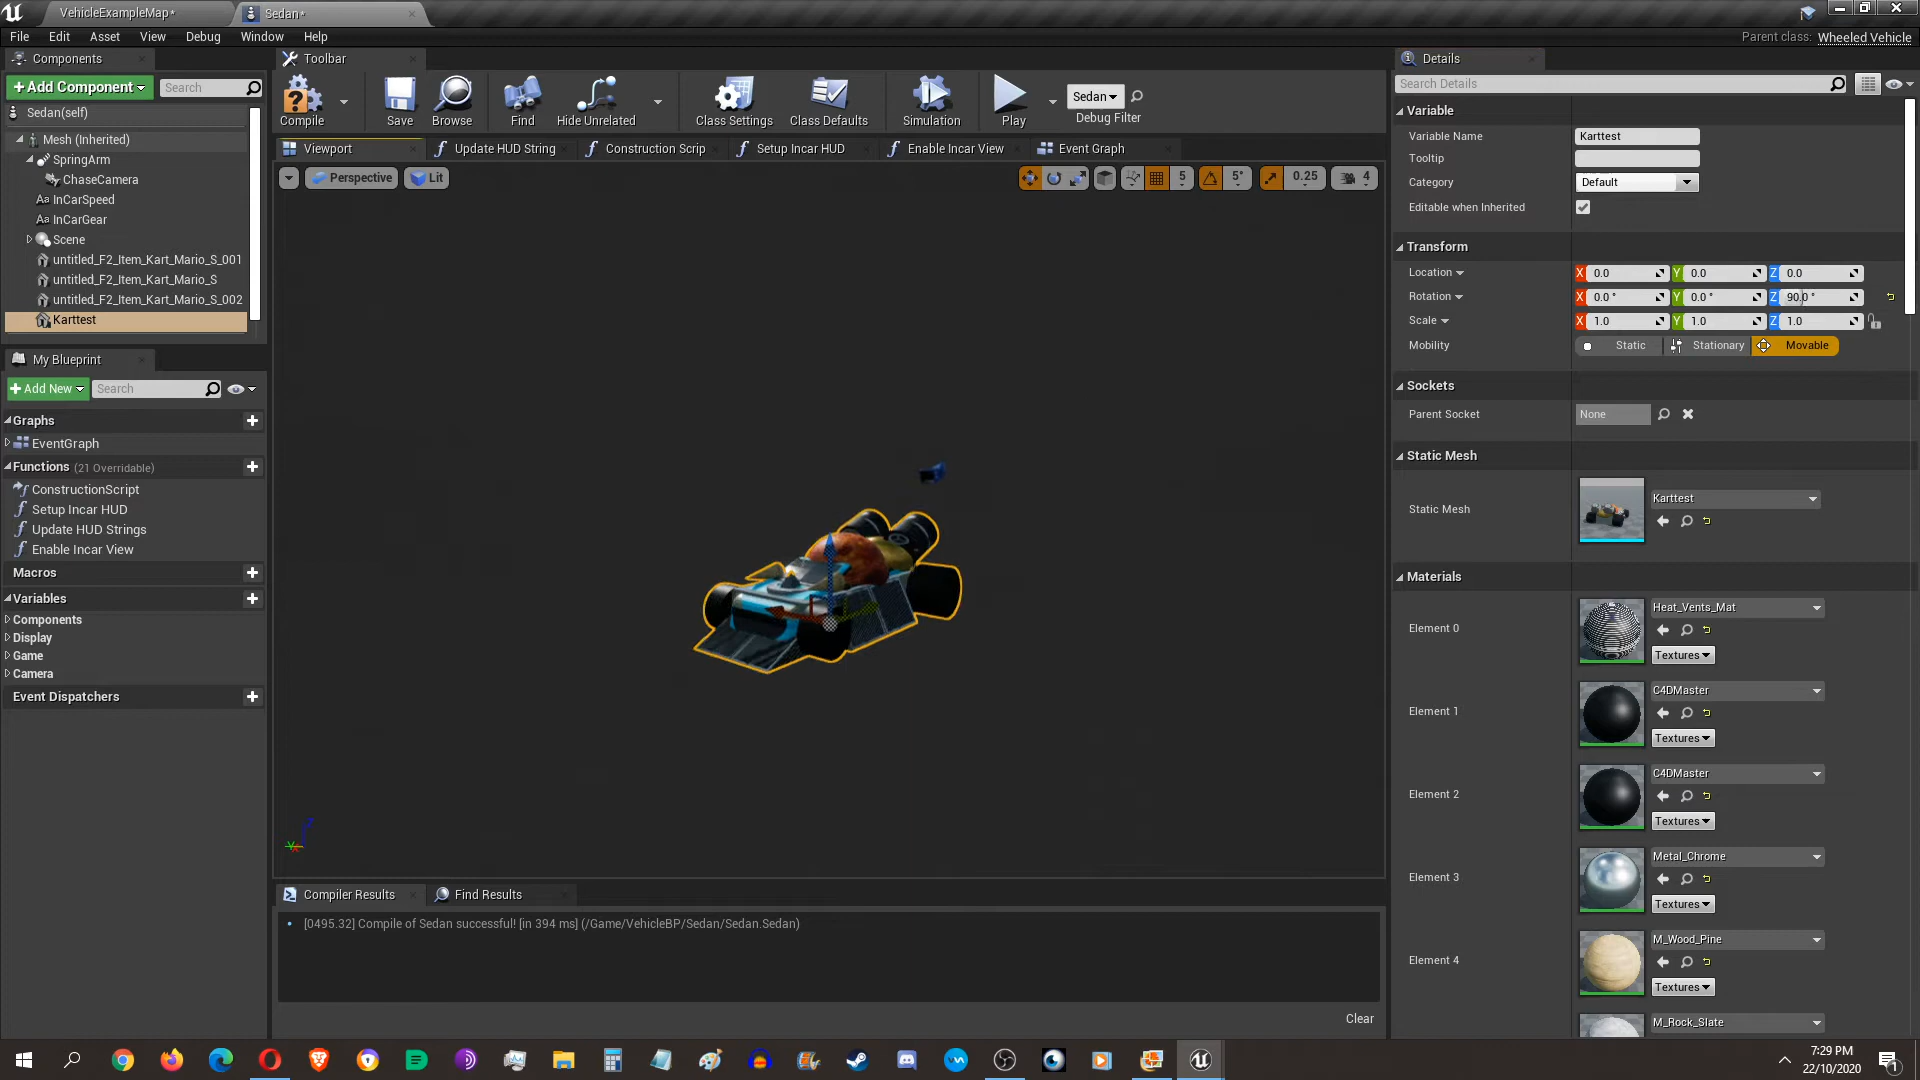 VehicleExampleMap*
Sedan*
File Edit Asset View Debug Window Help
Parent class: Wheeled Vehicle
Components
Toolbar
Details
Add Component
Search
Sedan(self)
Mesh (Inherited)
SpringArm
ChaseCamera
InCarSpeed
InCarGear
Scene
untitled_F2_Item_Kart_Mario_S_001
untitled_F2_Item_Kart_Mario_S
untitled_F2_Item_Kart_Mario_S_002
Karttest
My Blueprint
Add New
Search
Graphs
EventGraph
Functions (21 Overridable)
ConstructionScript
Setup Incar HUD
Update HUD Strings
Enable Incar View
Macros
Variables
Components
Display
Game
Camera
Event Dispatchers
Compile
Save
Browse
Find
Hide Unrelated
Class Settings
Class Defaults
Simulation
Play
Sedan
Debug Filter
Viewport
Update HUD String
Construction Scrip
Setup Incar HUD
Enable Incar View
Event Graph
Perspective
Lit
5
5°
0.25
4
Compiler Results
Find Results
[0495.32] Compile of Sedan successful! [in 394 ms] (/Game/VehicleBP/Sedan/Sedan.Sedan)
Clear
Search Details
Variable
Variable Name Karttest
Tooltip
Category Default
Editable when Inherited
Transform
Location X 0.0 Y 0.0 Z 0.0
Rotation X 0.0 ° Y 0.0 ° Z 90.0 °
Scale X 1.0 Y 1.0 Z 1.0
Mobility Static Stationary Movable
Sockets
Parent Socket None
Static Mesh
Static Mesh Karttest
Materials
Element 0 Heat_Vents_Mat
Textures
Element 1 C4DMaster
Textures
Element 2 C4DMaster
Textures
Element 3 Metal_Chrome
Textures
Element 4 M_Wood_Pine
Textures
M_Rock_Slate
7:29 PM
22/10/2020
1